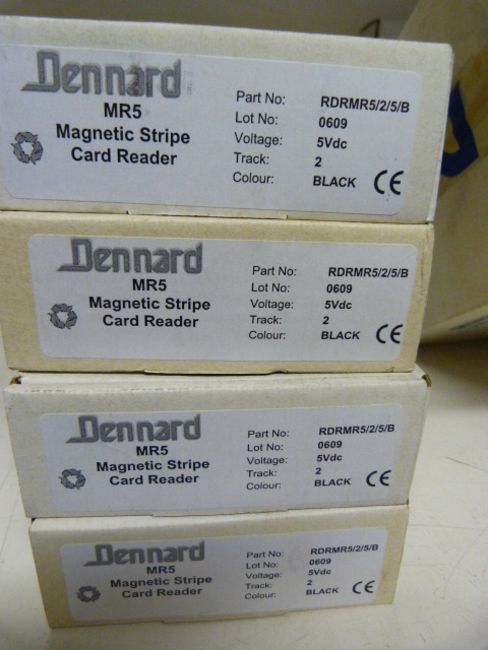 Dennard
MR5
Magnetic Stripe
Card Reader
Part No: RDRMR5/2/5/B
Lot No: 0609
Voltage: 5Vdc
Track: 2
Colour: BLACK CE
Dennard
MR5
Magnetic Stripe
Card Reader
Part No: RDRMR5/2/5/B
Lot No: 0609
Voltage: 5Vdc
Track: 2
Colour: BLACK CE
Dennard
MR5
Magnetic Stripe
Card Reader
Part No: RDRMR5/2/5/B
Lot No: 0609
Voltage: 5Vdc
Track: 2
Colour: BLACK CE
Dennard
MR5
Magnetic Stripe
Card Reader
Part No: RDRMR5/2/5/B
Lot No: 0609
Voltage: 5Vdc
Track: 2
Colour: BLACK CE